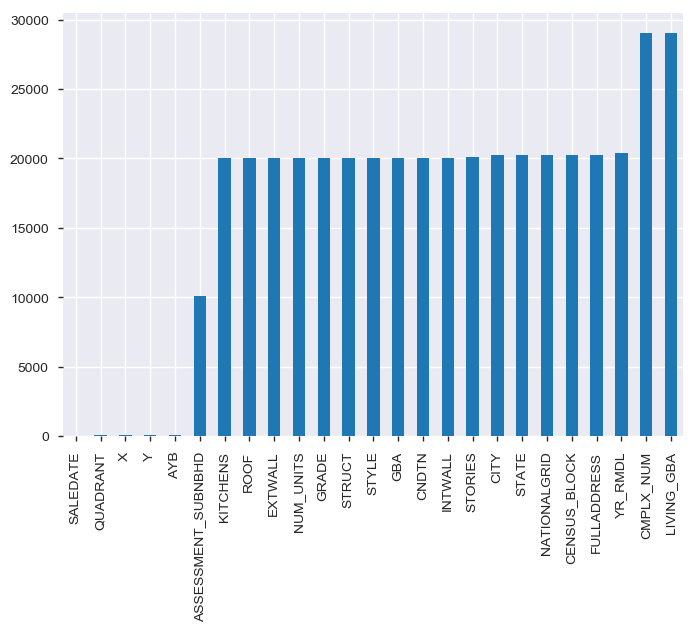 30000
25000
20000
15000
10000
5000
0
SALEDATE
QUADRANT
X
Y
AYB
ASSESSMENT_SUBNBHD
KITCHENS
ROOF
EXTWALL
NUM_UNITS
GRADE
STRUCT
STYLE
GBA
CNDTN
INTWALL
STORIES
CITY
STATE
NATIONALGRID
CENSUS_BLOCK
FULLADDRESS
YR_RMDL
CMPLX_NUM
LIVING_GBA